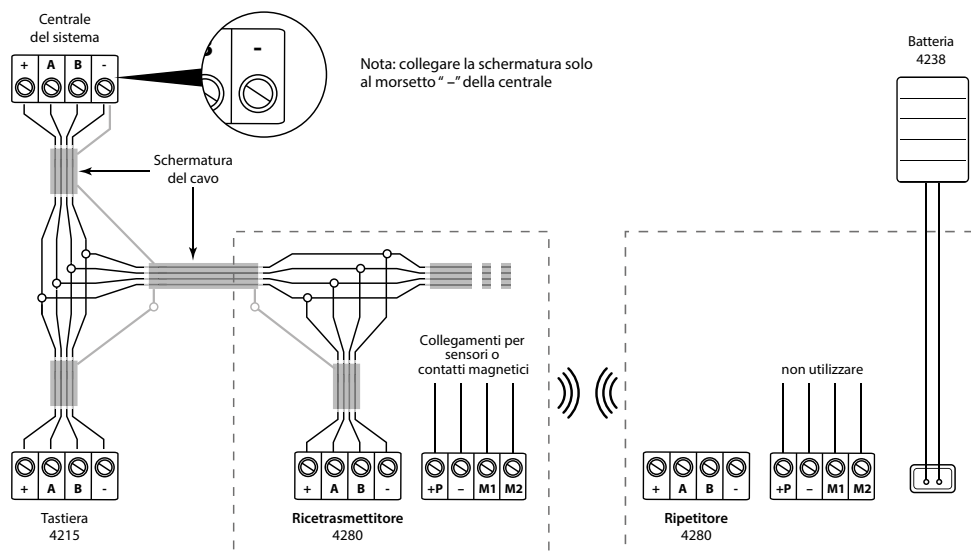 Centrale
del sistema
+ A B -
-
Nota: collegare la schermatura solo
al morsetto “ –” della centrale
Batteria
4238
Schermatura
del cavo
Collegamenti per
sensori o
contatti magnetici
non utilizzare
+ A B -
+ A B -
+P – M1 M2
+ A B -
+P – M1 M2
Tastiera
4215
Ricetrasmettitore
4280
Ripetitore
4280